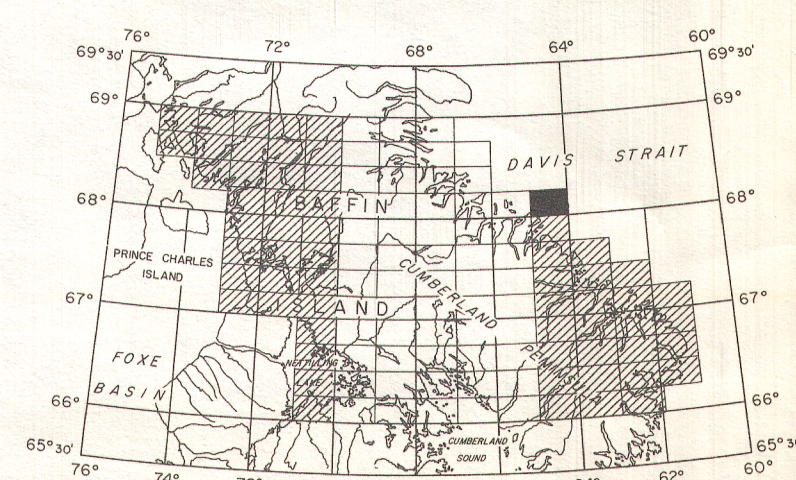 76° 72° 68° 64° 60°
69°30' 69°30'
69° 69°
DAVIS STRAIT
68° BAFFIN 68°
PRINCE CHARLES
ISLAND
CUMBERLAND
67° ISLAND 67°
PENINSULA
FOXE
BASIN
NETTILLING
LAKE
66° 66°
CUMBERLAND
SOUND
65°30'
76° 62° 60°